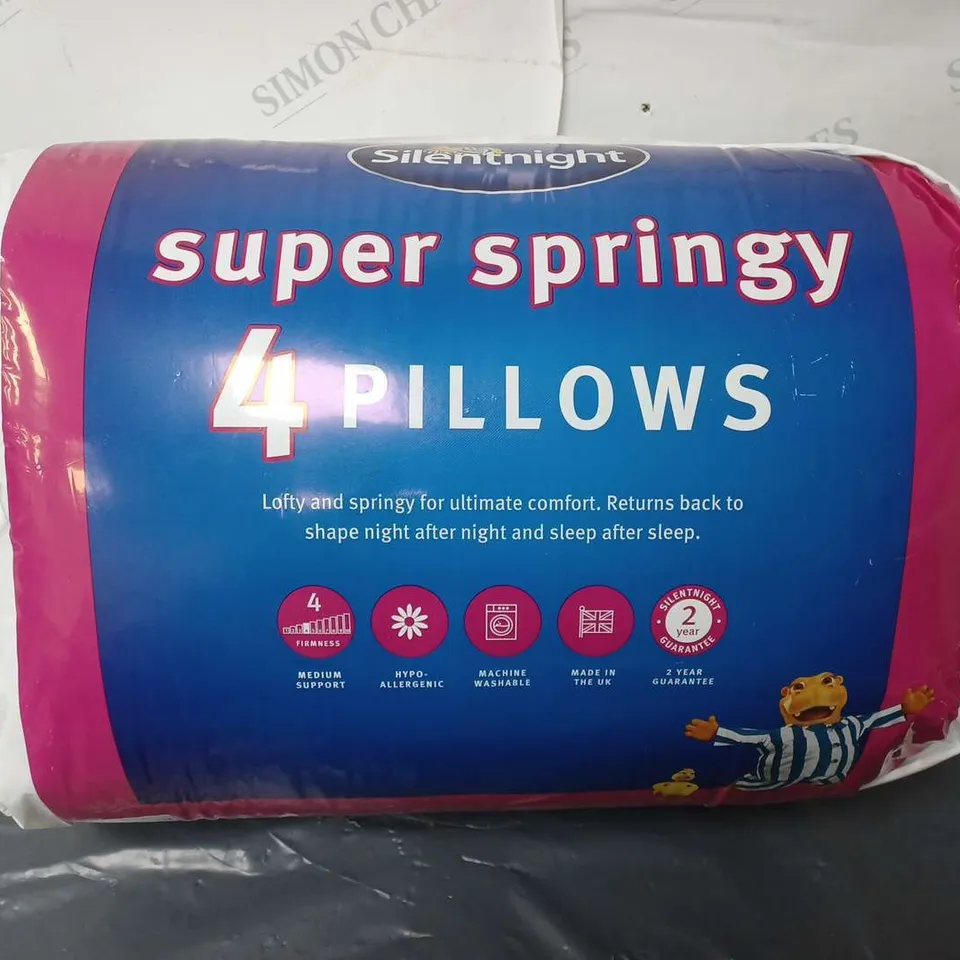 SIMON CHA
Silentnight
super springy
4 PILLOWS
Lofty and springy for ultimate comfort. Returns back to
shape night after night and sleep after sleep.
4
FIRMNESS
MEDIUM
SUPPORT
HYPO-
ALLERGENIC
MACHINE
WASHABLE
MADE IN
THE UK
SILENTNIGHT
2
year
GUARANTEE
2 YEAR
GUARANTEE